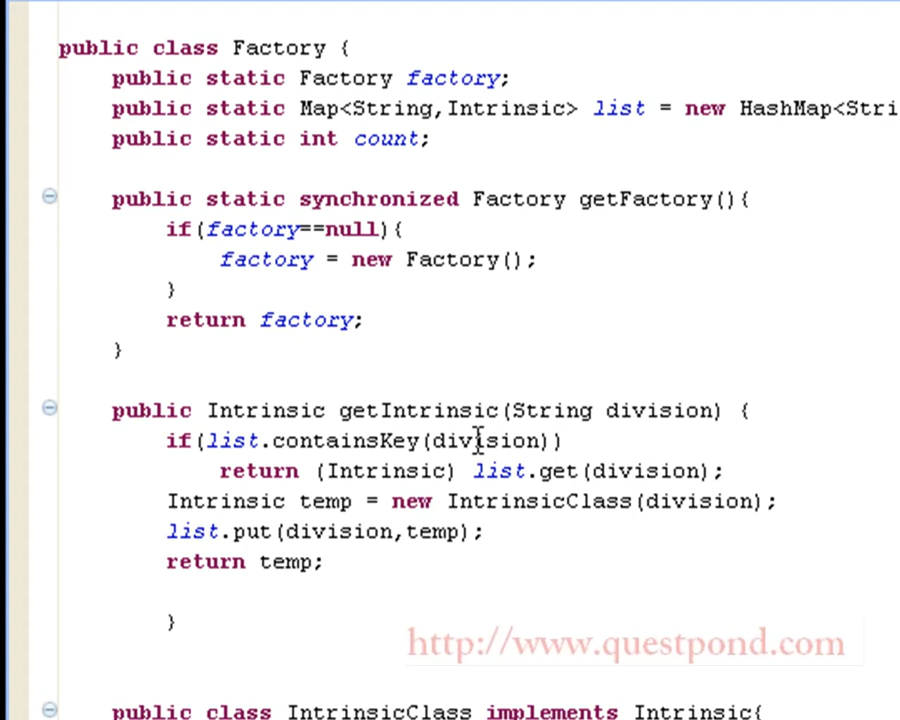 public class Factory {
public static Factory factory;
public static Map<String,Intrinsic> list = new HashMap<Stri
public static int count;
public static synchronized Factory getFactory(){
if(factory==null){
factory = new Factory();
}
return factory;
}
public Intrinsic getIntrinsic(String division) {
if(list.containsKey(division))
return (Intrinsic) list.get(division);
Intrinsic temp = new IntrinsicClass(division);
list.put(division,temp);
return temp;
}
http://www.questpond.com
public class IntrinsicClass implements Intrinsic{